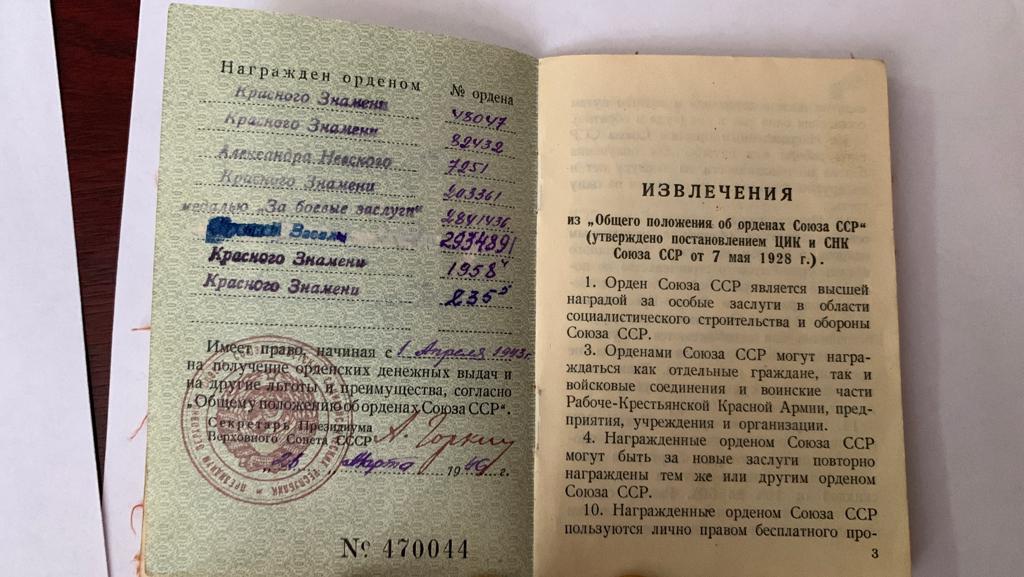 Награжден орденом № ордена
Красного Знамени 43047
Красного Знамени 82432
Александра Невского 7251
Красного Знамени 203361
медалью „За боевые заслуги“ 2841436
2934891
Красного Знамени 1958 4
Красного Знамени 235 5
Имеет право, начиная с 1 Апреля 1943 г.
на получение орденских денежных выдач и
на другие льготы и преимущества, согласно
„Общему положению об орденах Союза ССР“.
Секретарь Президиума
Верховного Совета СССР А. Горкин
„28 Марта 1946 г.
№ 470044
ИЗВЛЕЧЕНИЯ
из „Общего положения об орденах Союза ССР“
(утверждено постановлением ЦИК и СНК
Союза ССР от 7 мая 1928 г.).
1. Орден Союза ССР является высшей
наградой за особые заслуги в области
социалистического строительства и обороны
Союза ССР.
3. Орденами Союза ССР могут награ-
ждаться как отдельные граждане, так и
войсковые соединения и воинские части
Рабоче-Крестьянской Красной Армии, пред-
приятия, учреждения и организации.
4. Награжденные орденом Союза ССР
могут быть за новые заслуги повторно
награждены тем же или другим орденом
Союза ССР.
10. Награжденные орденом Союза ССР
пользуются лично правом бесплатного про-
3